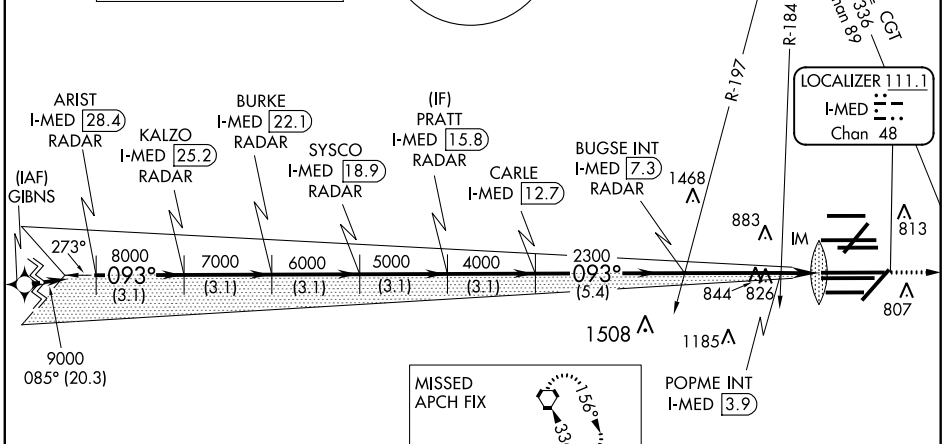 R-197
R-184
CGT
336
Chan 89
LOCALIZER 111.1
I-MED
Chan 48
ARIST
I-MED 28.4
RADAR
KALZO
I-MED 25.2
RADAR
BURKE
I-MED 22.1
RADAR
SYSCO
I-MED 18.9
RADAR
(IF)
PRATT
I-MED 15.8
RADAR
CARLE
I-MED 12.7
BUGSE INT
I-MED 7.3
RADAR
1468
883
IM
813
(IAF)
GIBNS
273°
8000
093°
(3.1)
7000
(3.1)
6000
(3.1)
5000
(3.1)
4000
(3.1)
2300
093°
(5.4)
844
826
807
1508
1185
9000
085° (20.3)
POPME INT
I-MED 3.9
MISSED
APCH FIX
156°